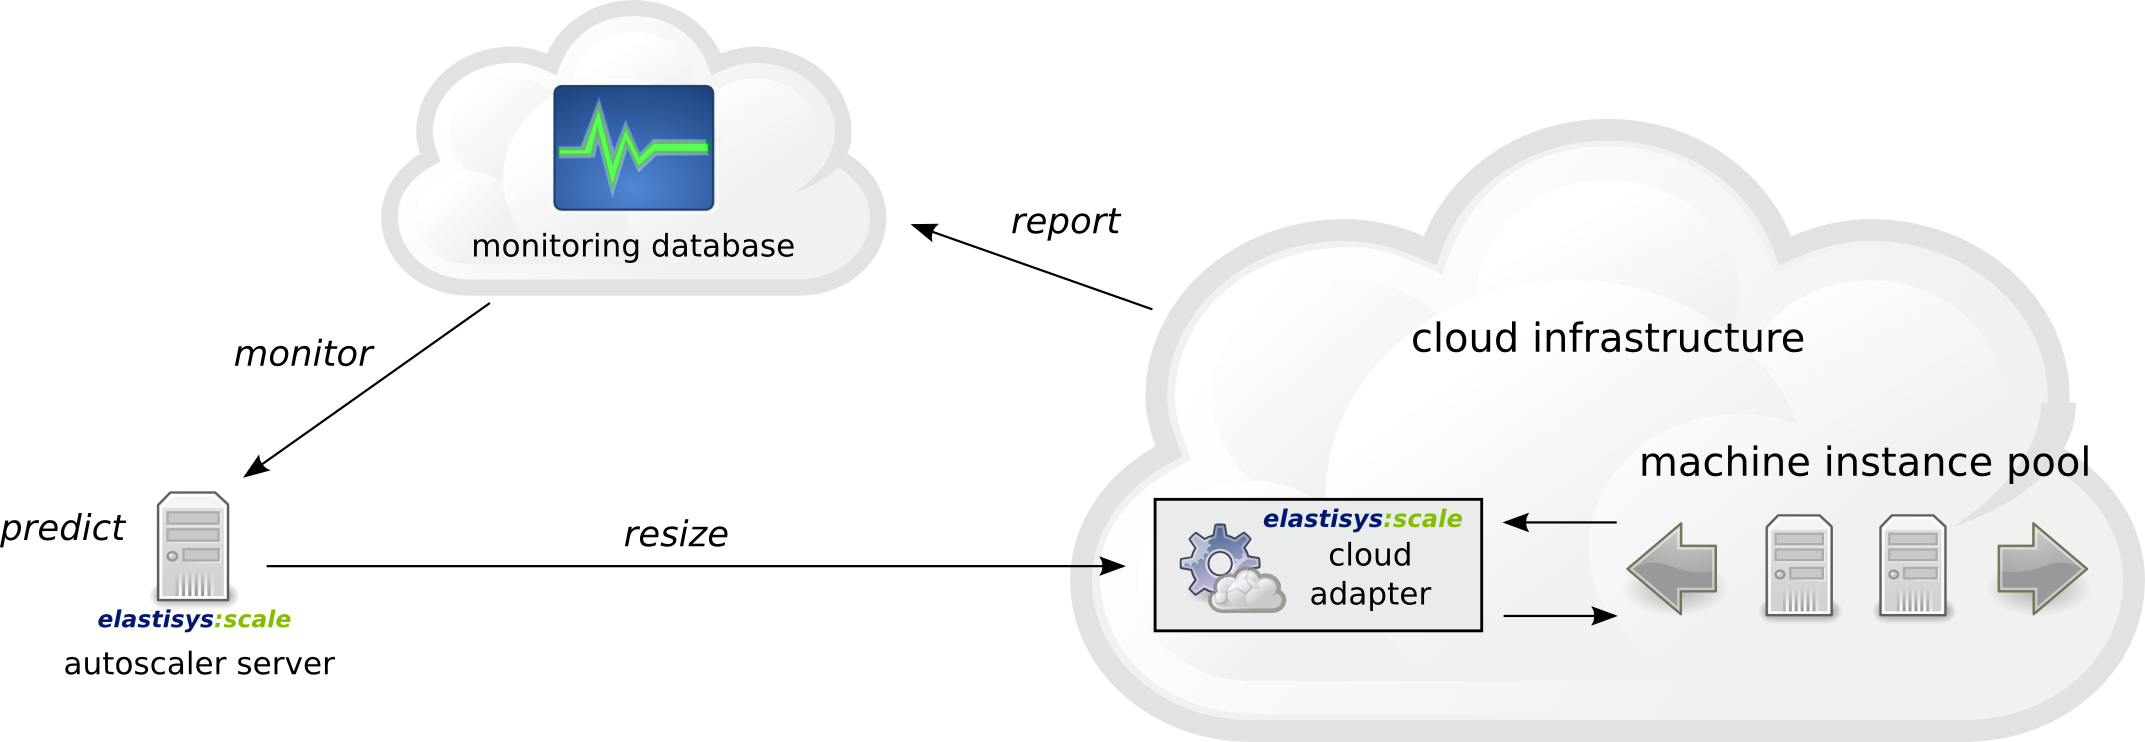 monitoring database
report
monitor
cloud infrastructure
machine instance pool
predict
resize
elastisys:scale
cloud
adapter
elastisys:scale
autoscaler server